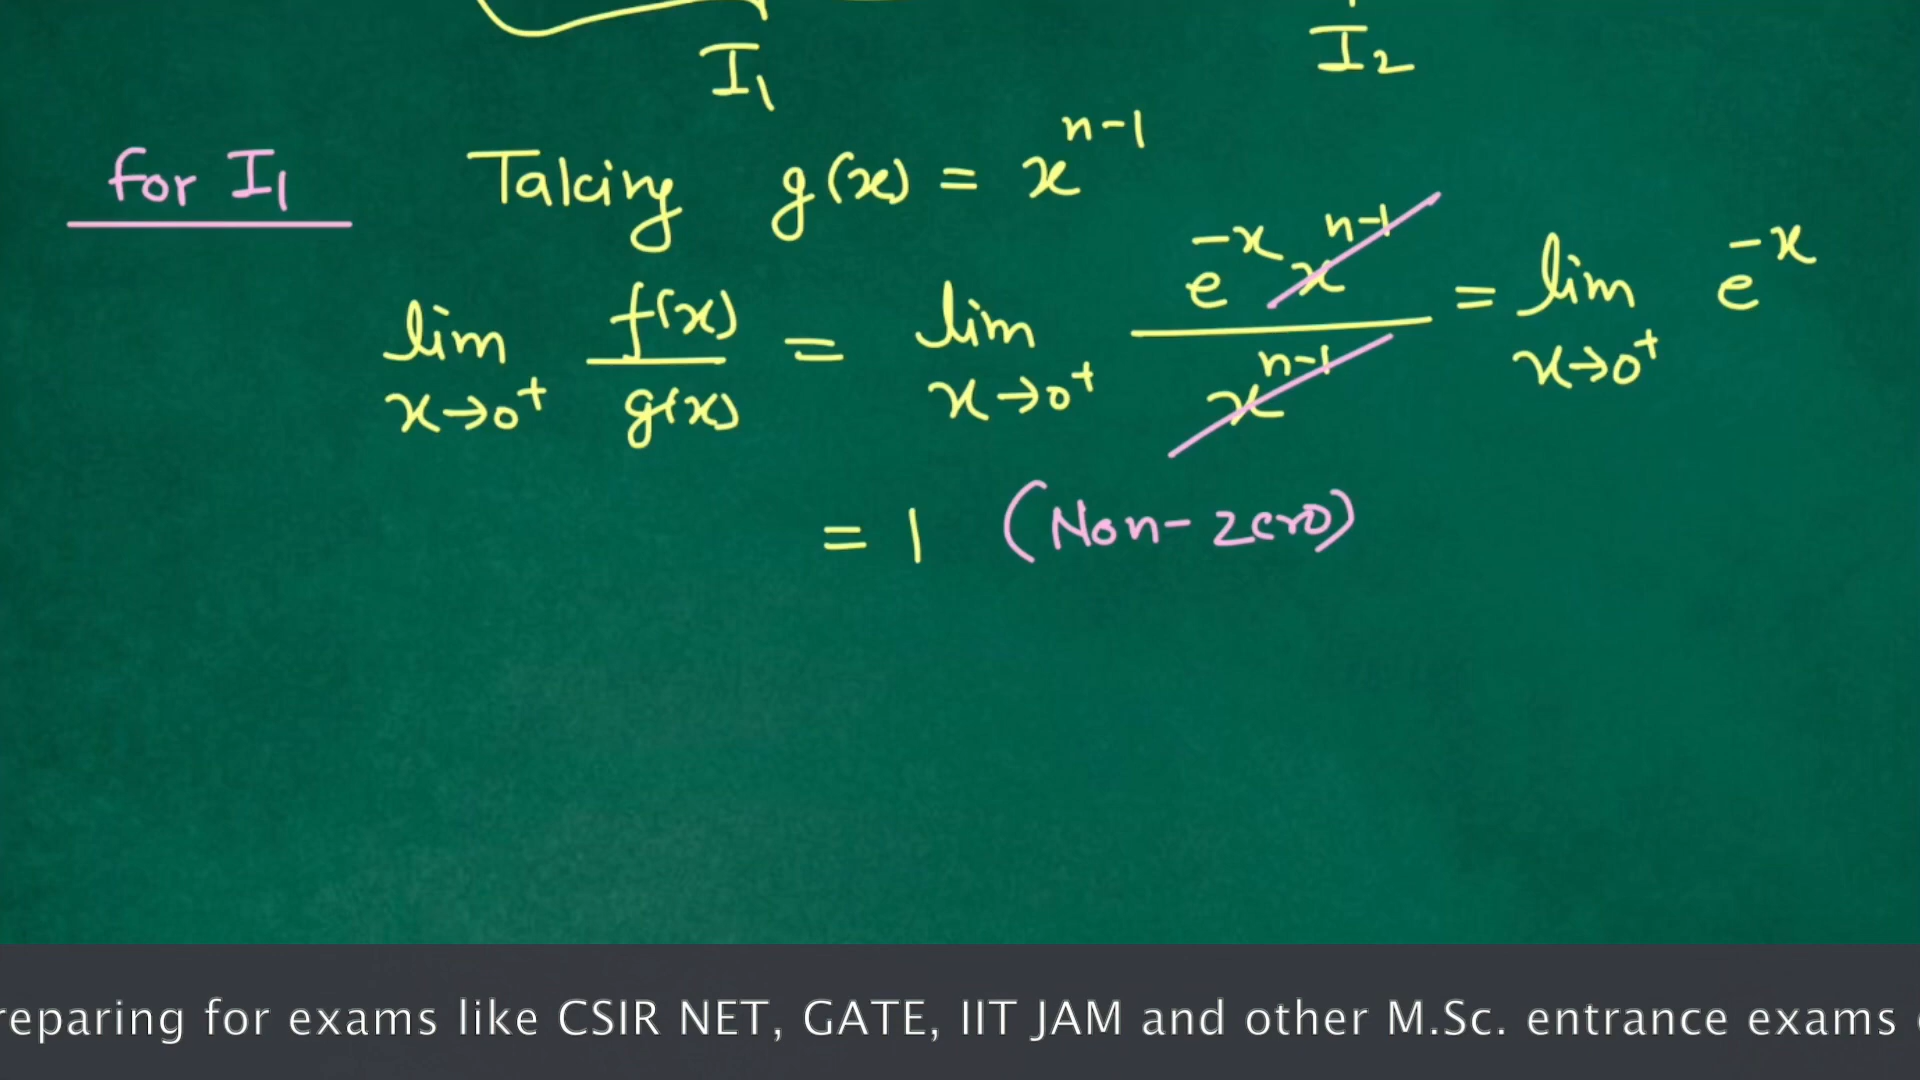 I₁ I₂
for I₁ Taking g(x) = x^{n-1}
lim_{x→0⁺} f(x)/g(x) = lim_{x→0⁺} e^{-x} x^{n-1} / x^{n-1} = lim_{x→0⁺} e^{-x}
= 1 (Non-zero)
reparing for exams like CSIR NET, GATE, IIT JAM and other M.Sc. entrance exams